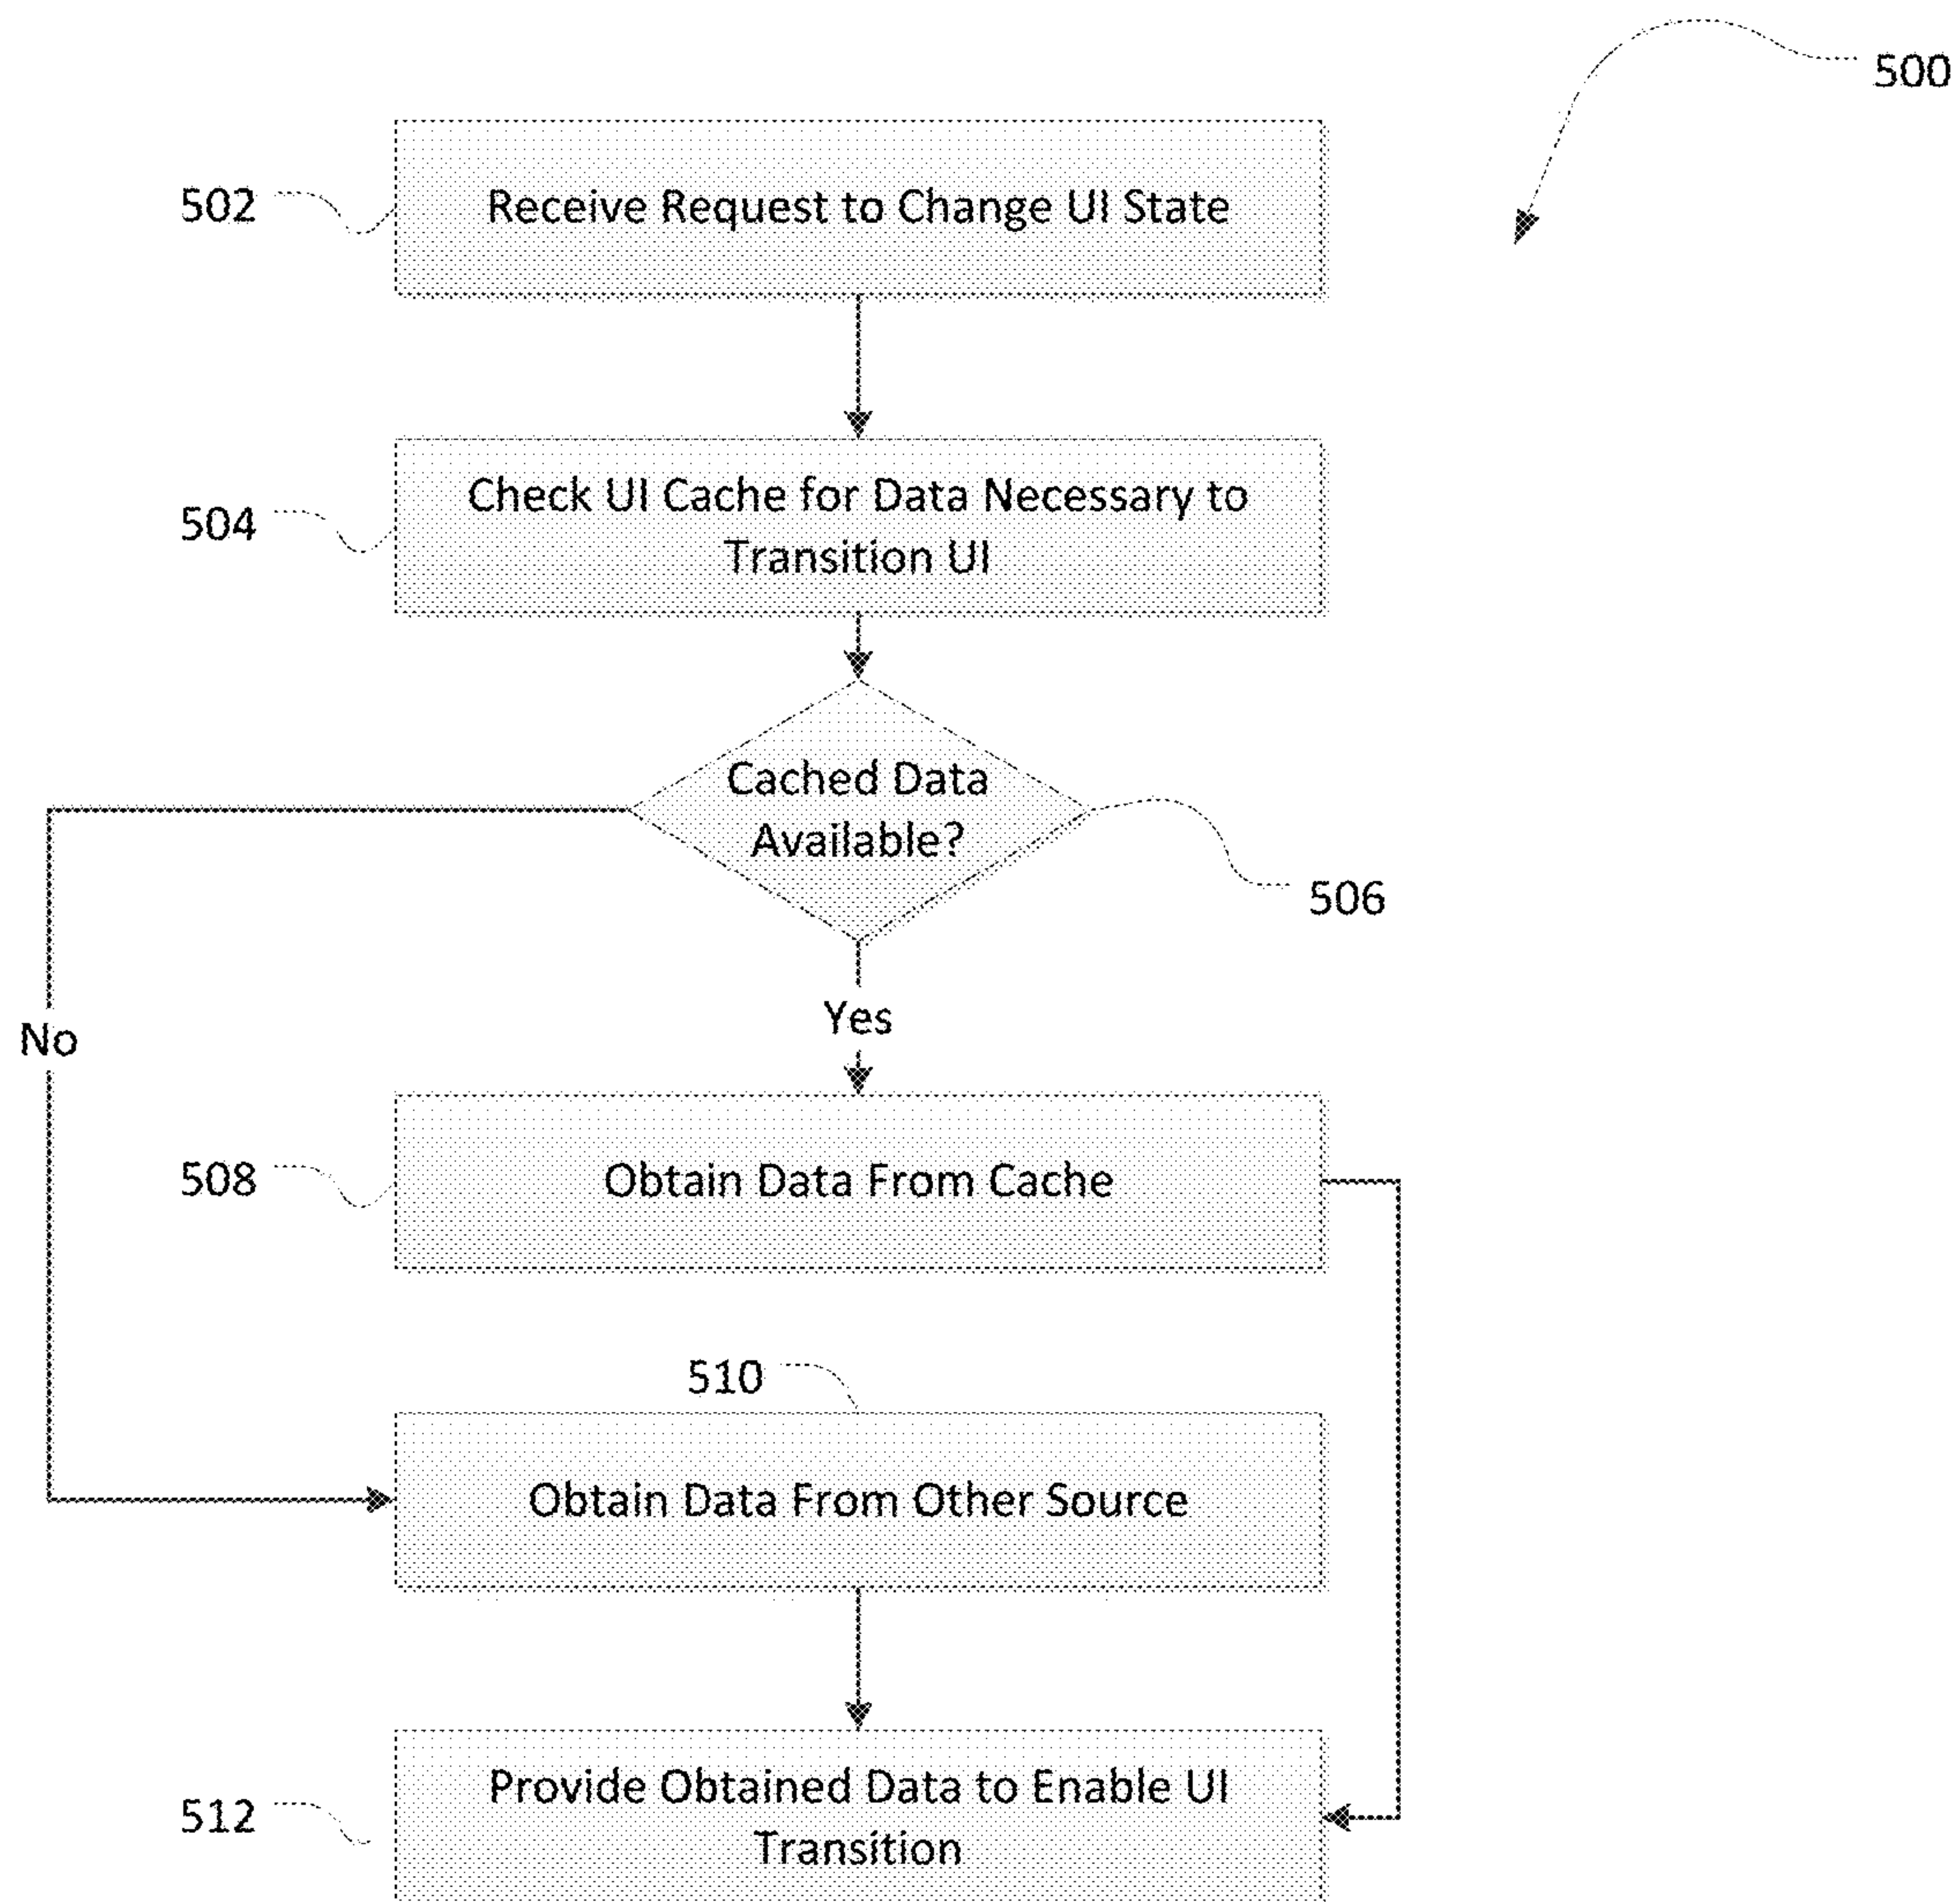 500
502
Receive Request to Change UI State
504
Check UI Cache for Data Necessary to
Transition UI
Cached Data
Available?
506
Yes
No
508
Obtain Data From Cache
510
Obtain Data From Other Source
512
Provide Obtained Data to Enable UI
Transition